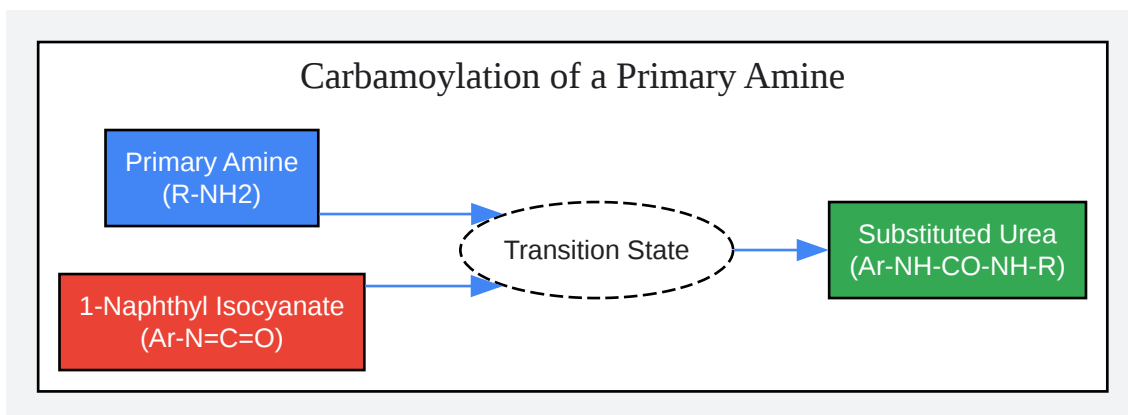 Carbamoylation of a Primary Amine
Primary Amine
(R-NH2)
1-Naphthyl Isocyanate
(Ar-N=C=O)
Transition State
Substituted Urea
(Ar-NH-CO-NH-R)